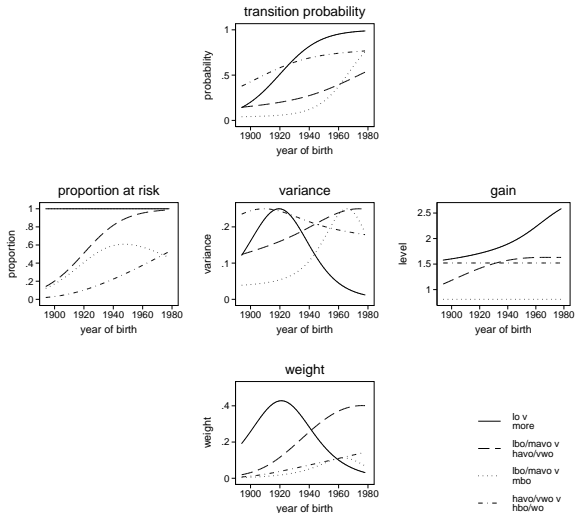 transition probability
1
.5
0
probability
1900 1920 1940 1960 1980
year of birth
proportion at risk
1
.8
.6
.4
.2
0
proportion
1900 1920 1940 1960 1980
year of birth
variance
.2
.1
0
variance
1900 1920 1940 1960 1980
year of birth
gain
2.5
2
1.5
1
level
1900 1920 1940 1960 1980
year of birth
weight
.4
.2
0
weight
1900 1920 1940 1960 1980
year of birth
lo v
more
lbo/mavo v
havo/vwo
lbo/mavo v
mbo
havo/vwo v
hbo/wo